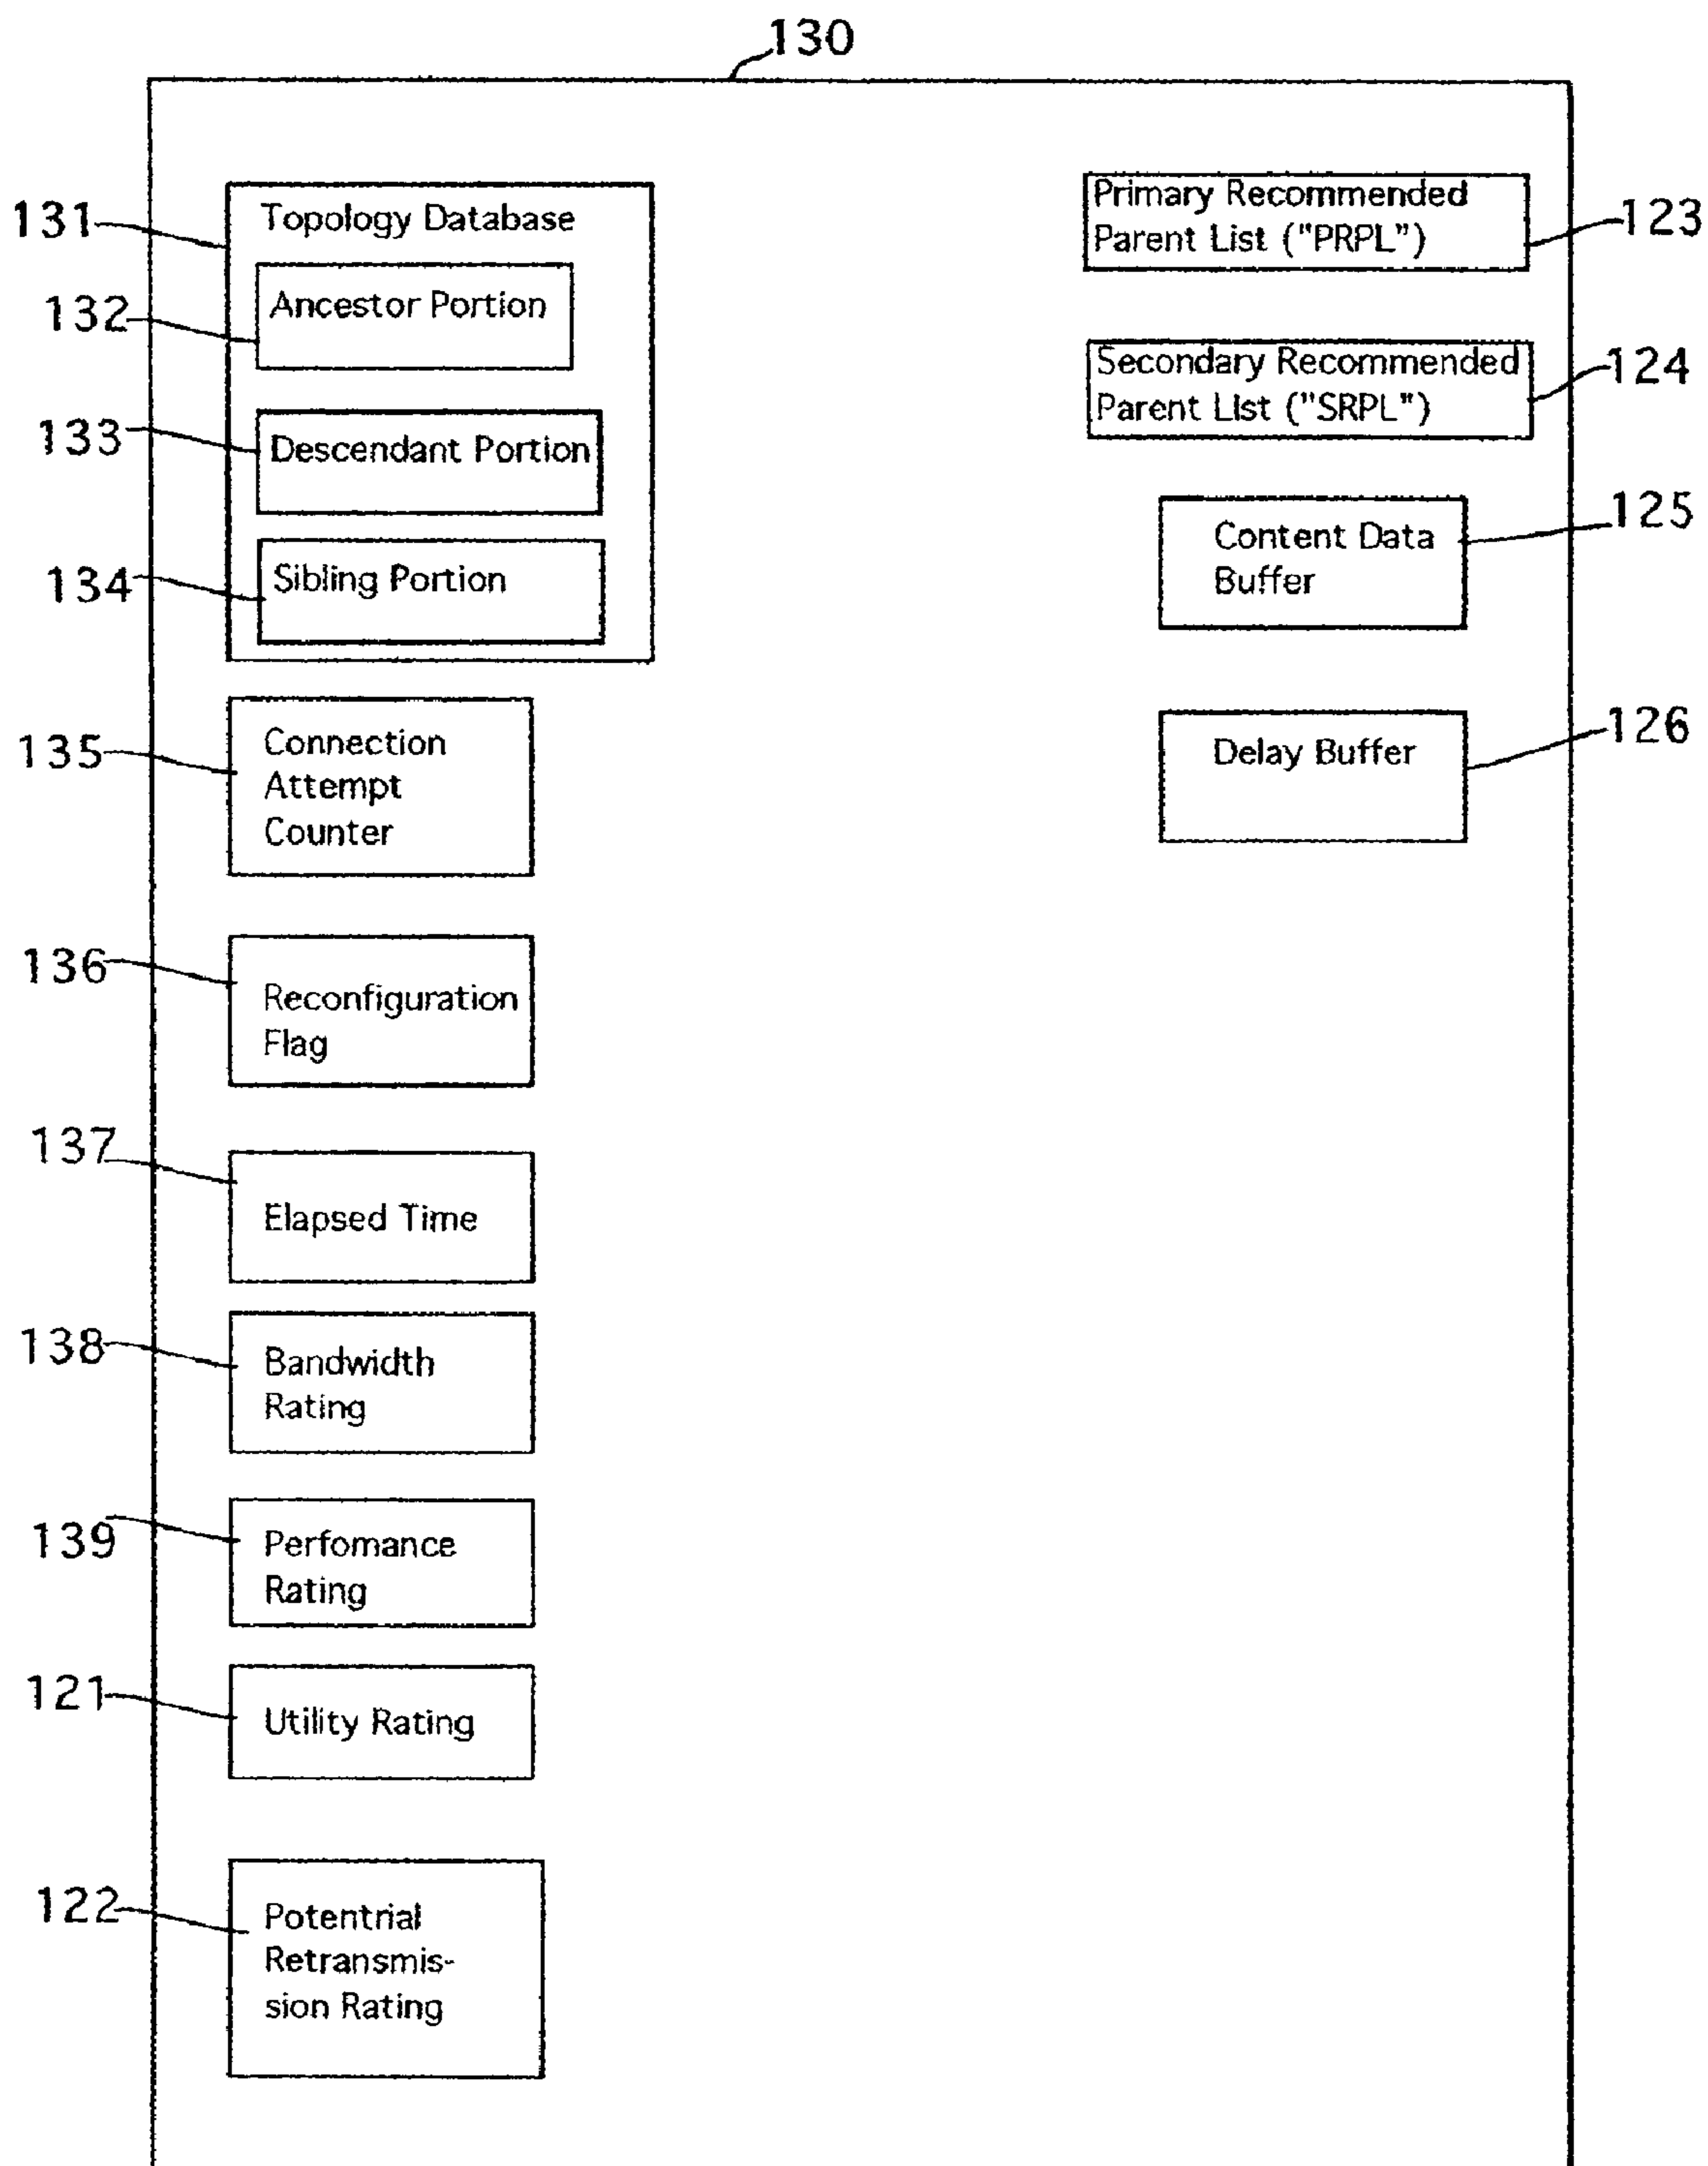 130
131
Topology Database
132
Ancestor Portion
133
Descendant Portion
134
Sibling Portion
135
Connection
Attempt
Counter
136
Reconfiguration
Flag
137
Elapsed Time
138
Bandwidth
Rating
139
Perfomance
Rating
121
Utility Rating
122
Potentrial
Retransmis-
sion Rating
Primary Recommended
Parent List ("PRPL")
123
Secondary Recommended
Parent List ("SRPL")
124
Content Data
Buffer
125
Delay Buffer
126